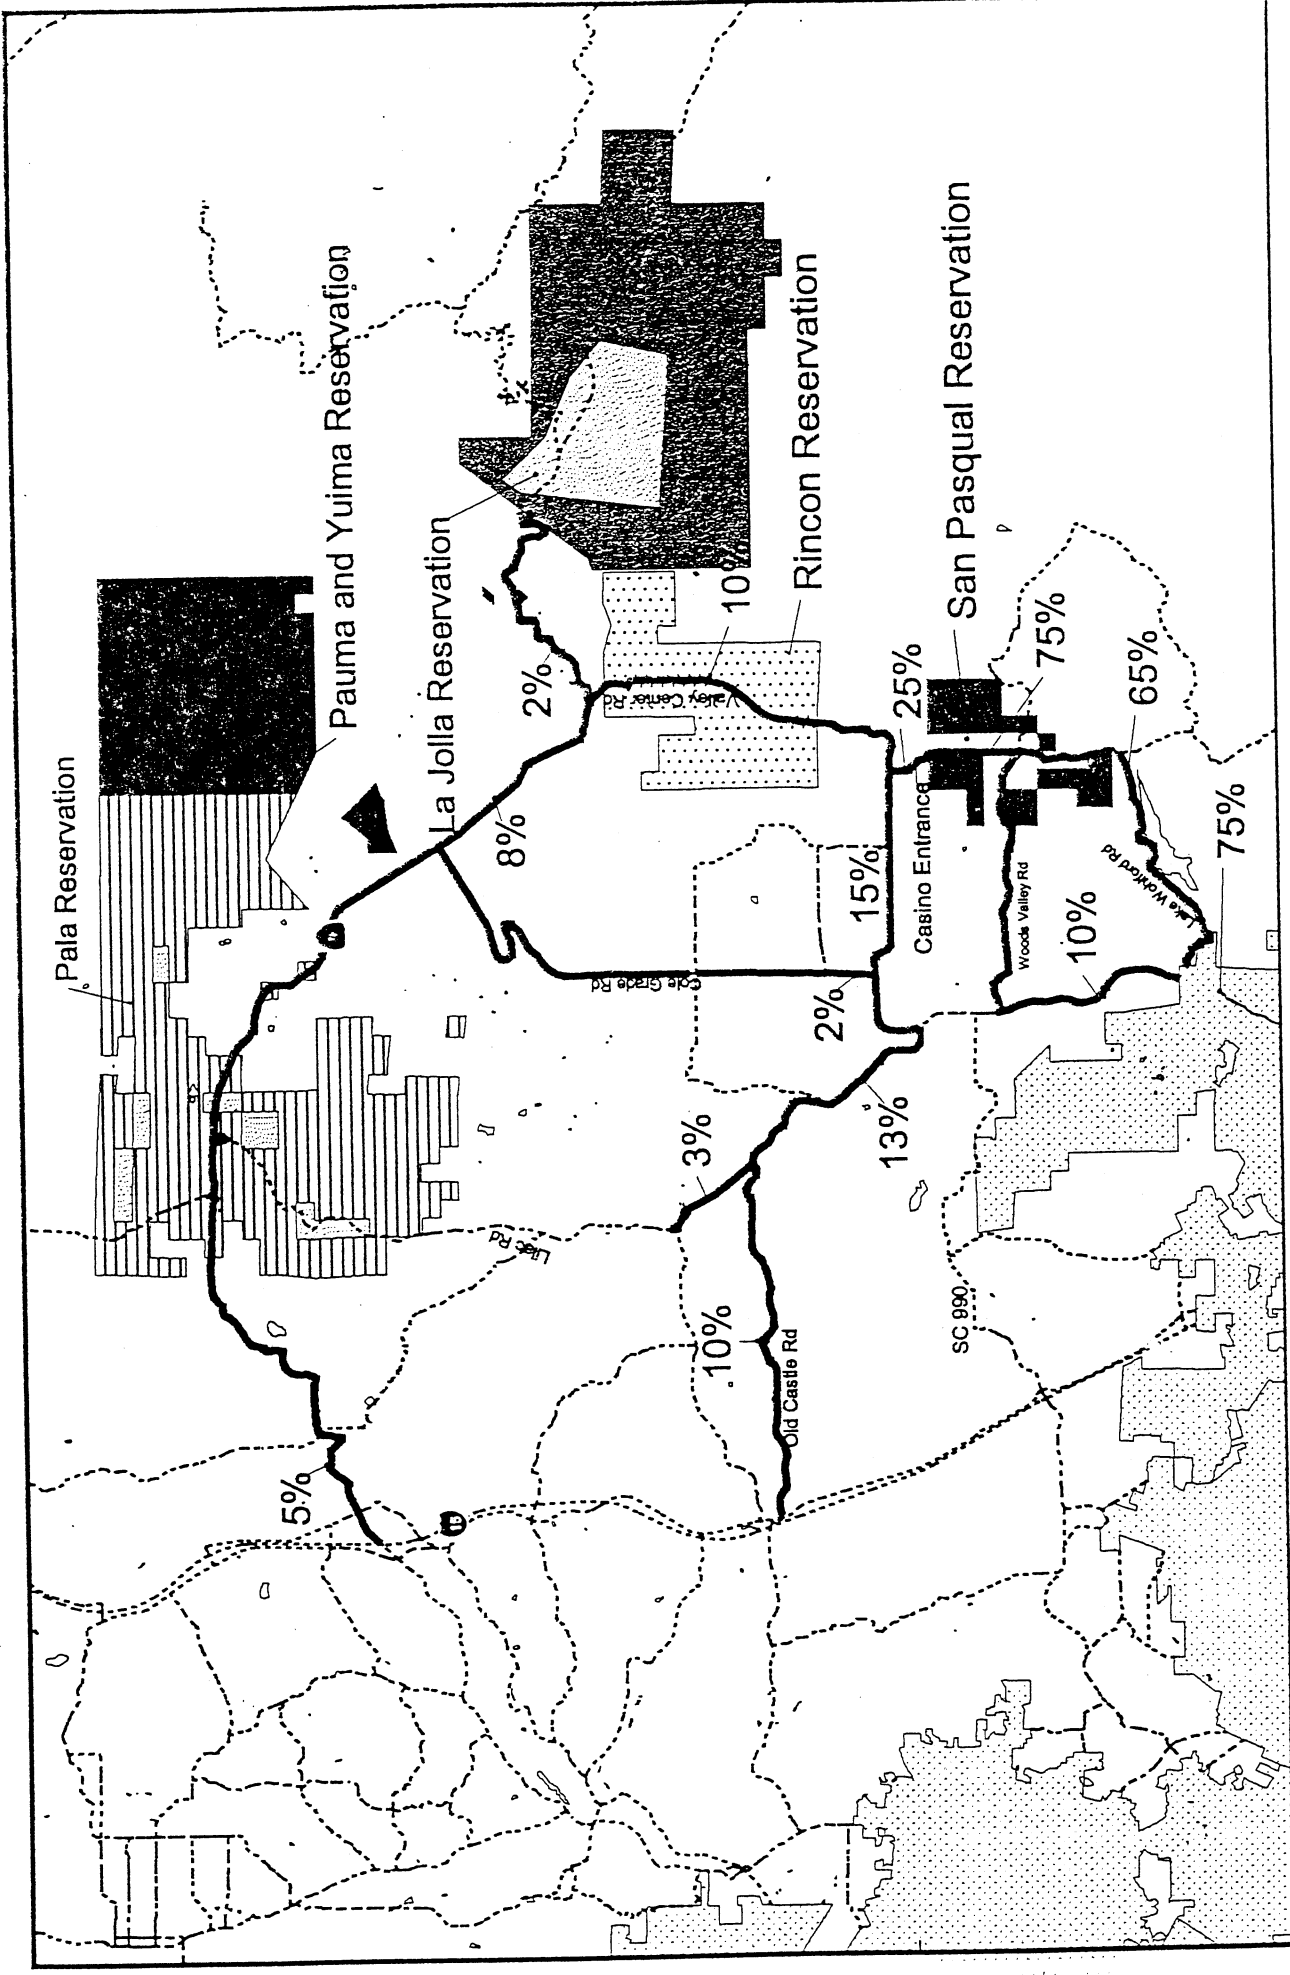 Pala Reservation
Pauma and Yuima Reservation
La Jolla Reservation
Rincon Reservation
San Pasqual Reservation
2%
8%
10%
Valley Center Rd
25%
75%
65%
Casino Entrance
15%
Woods Valley Rd
10%
Lake Wohlford Rd
75%
Cole Grade Rd
2%
13%
3%
Lilac Rd
10%
Old Castle Rd
SC 990
5%